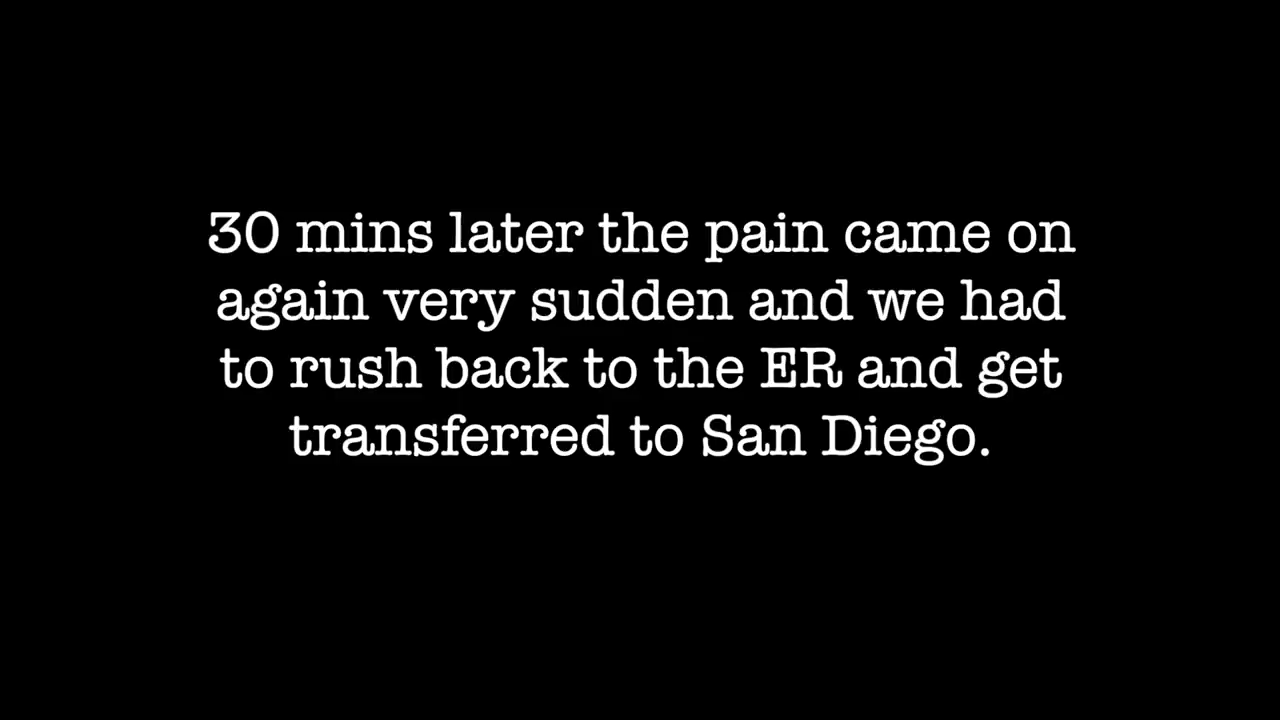 30 mins later the pain came on
again very sudden and we had
to rush back to the ER and get
transferred to San Diego.